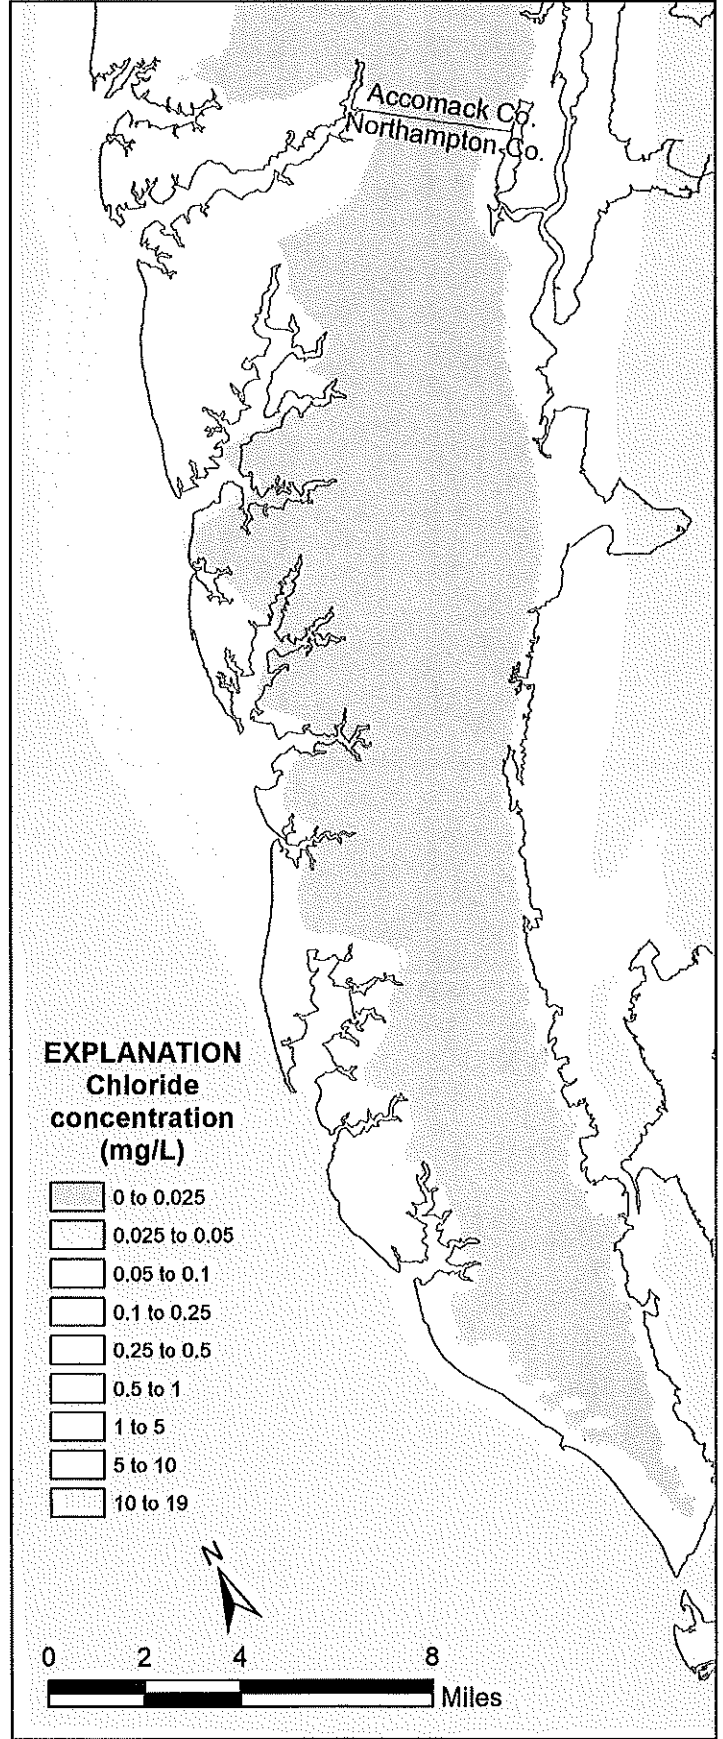 Accomack Co.
Northampton Co.
EXPLANATION
Chloride
concentration
(mg/L)
0 to 0.025
0.025 to 0.05
0.05 to 0.1
0.1 to 0.25
0.25 to 0.5
0.5 to 1
1 to 5
5 to 10
10 to 19
N
0 2 4 8
Miles